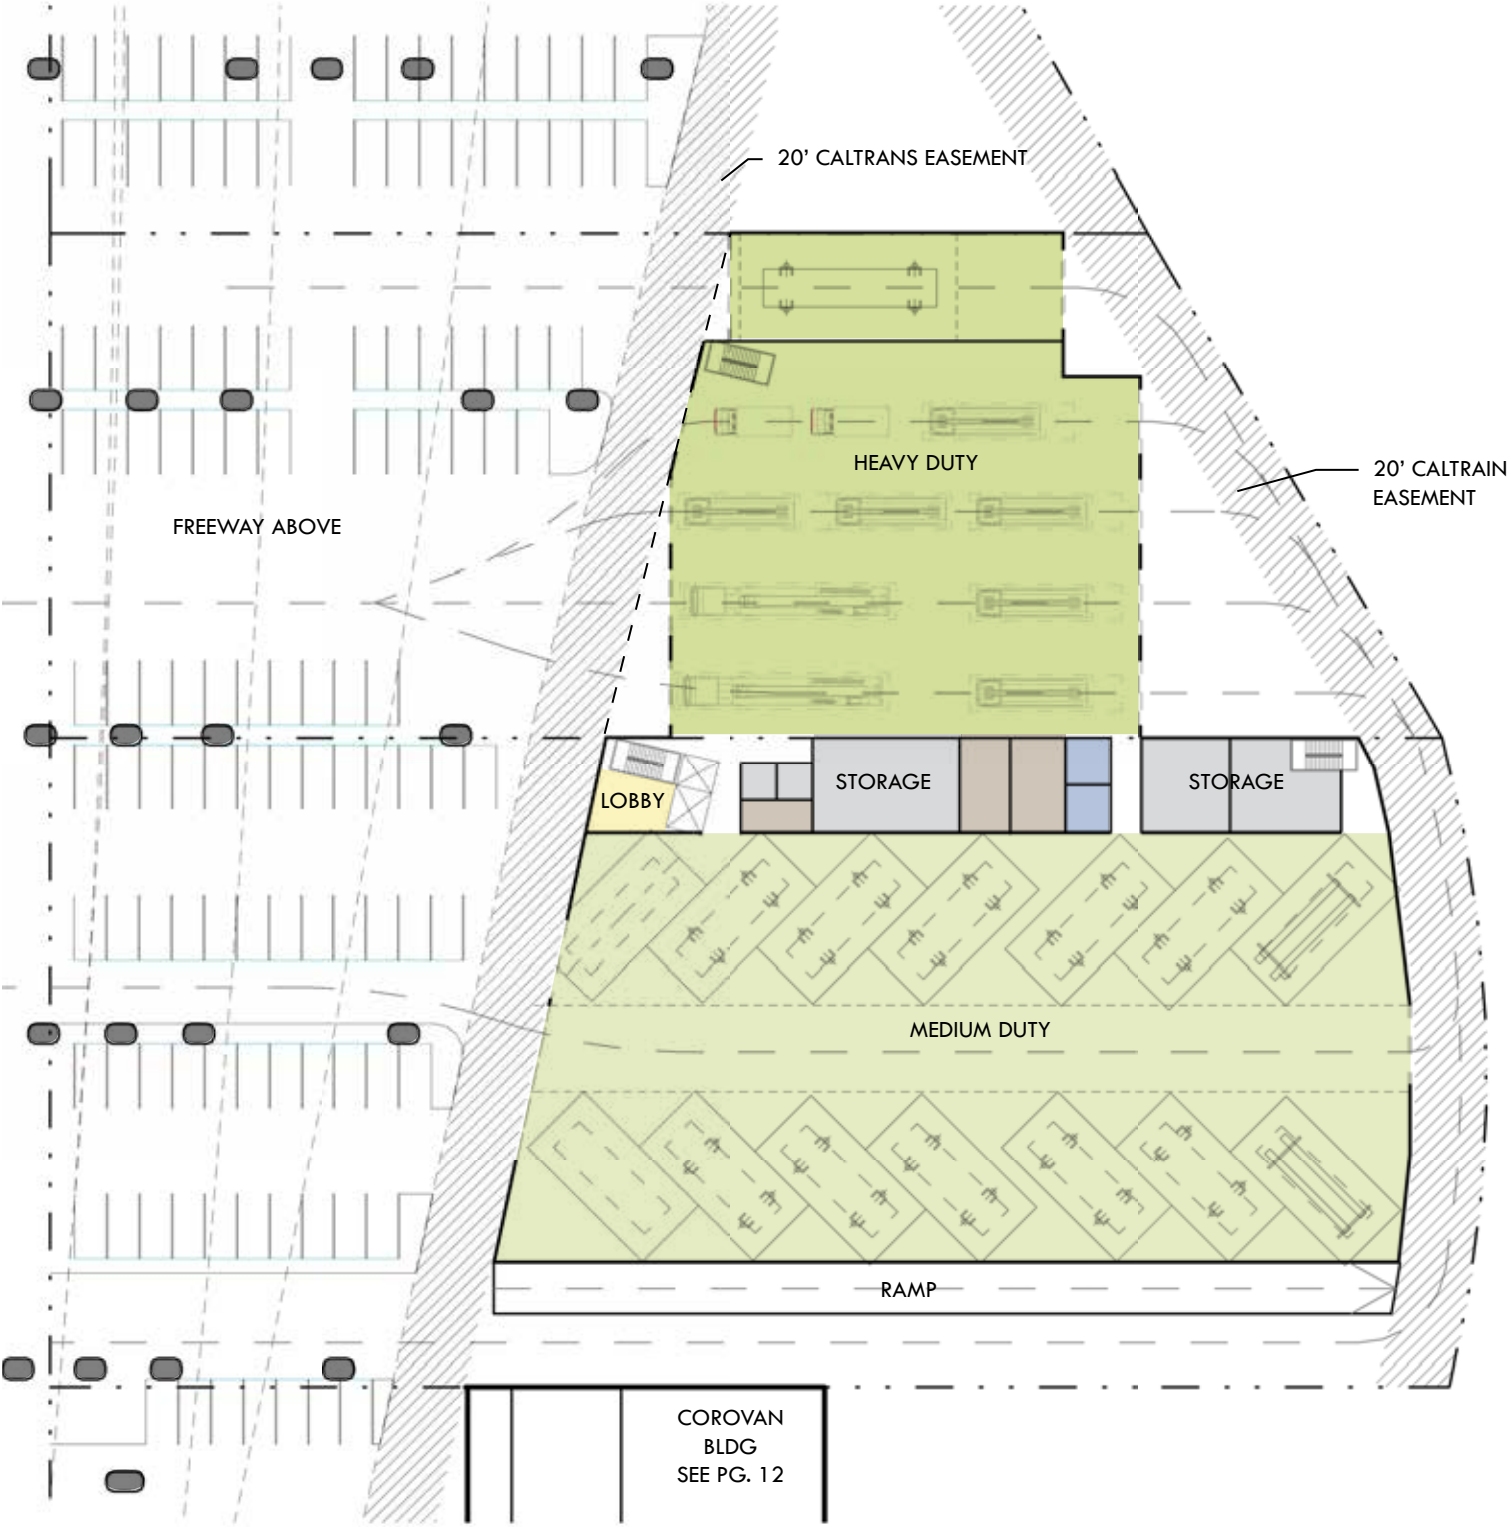 20’ CALTRANS EASEMENT
HEAVY DUTY
20’ CALTRAIN
EASEMENT
FREEWAY ABOVE
STORAGE
STORAGE
LOBBY
MEDIUM DUTY
RAMP
COROVAN
BLDG
SEE PG. 12